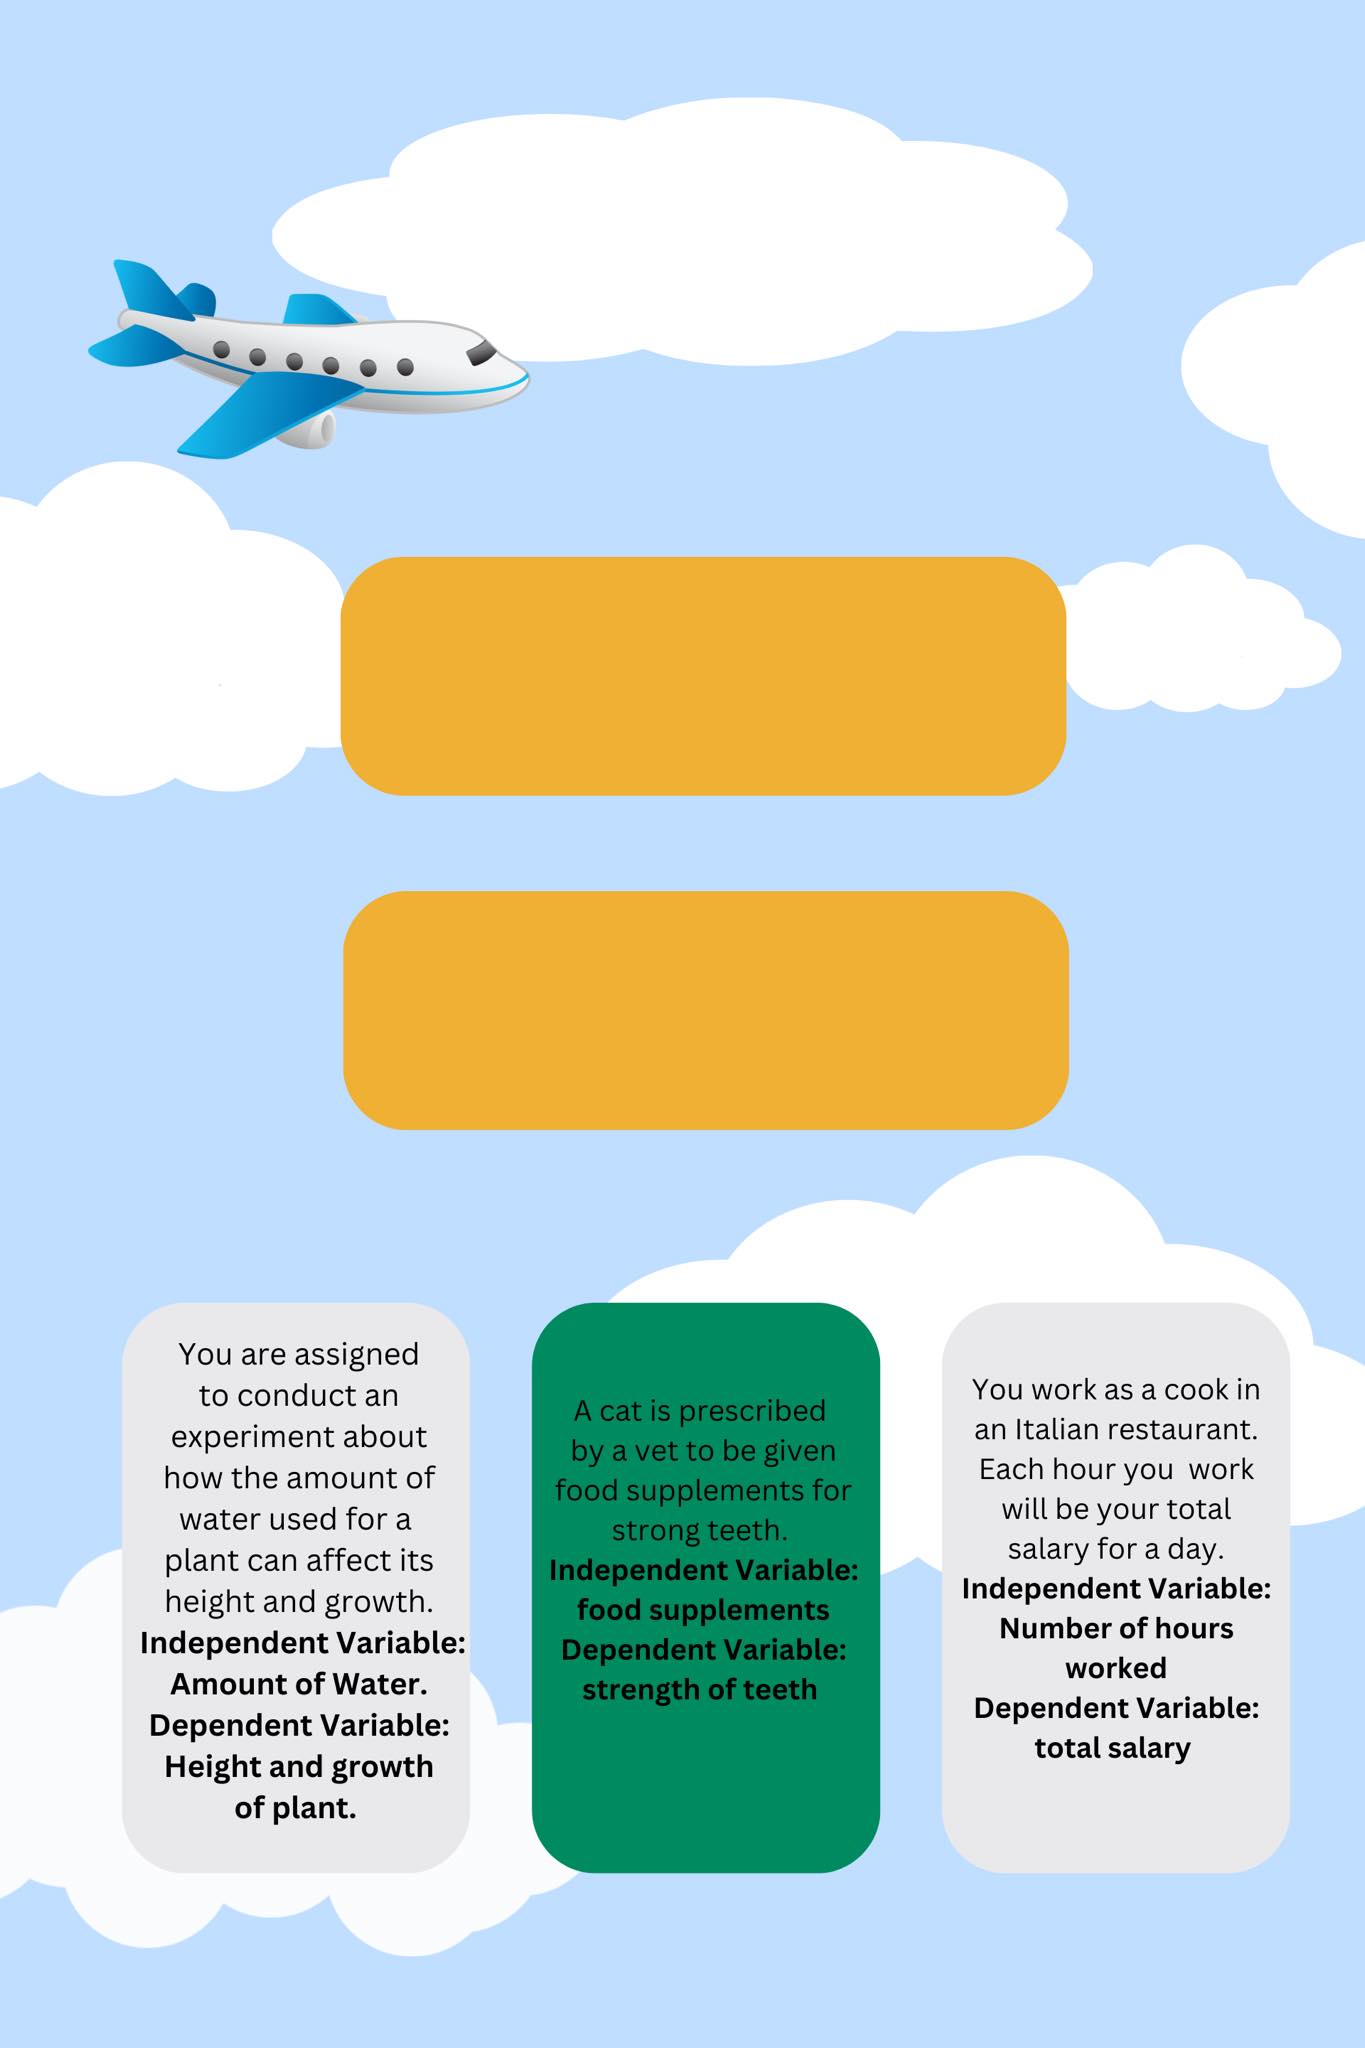 You are assigned
to conduct an
experiment about
how the amount of
water used for a
plant can affect its
height and growth.
Independent Variable:
Amount of Water.
Dependent Variable:
Height and growth
of plant.
A cat is prescribed
by a vet to be given
food supplements for
strong teeth.
Independent Variable:
food supplements
Dependent Variable:
strength of teeth
You work as a cook in
an Italian restaurant.
Each hour you  work
will be your total
salary for a day.
Independent Variable:
Number of hours
worked
Dependent Variable:
total salary